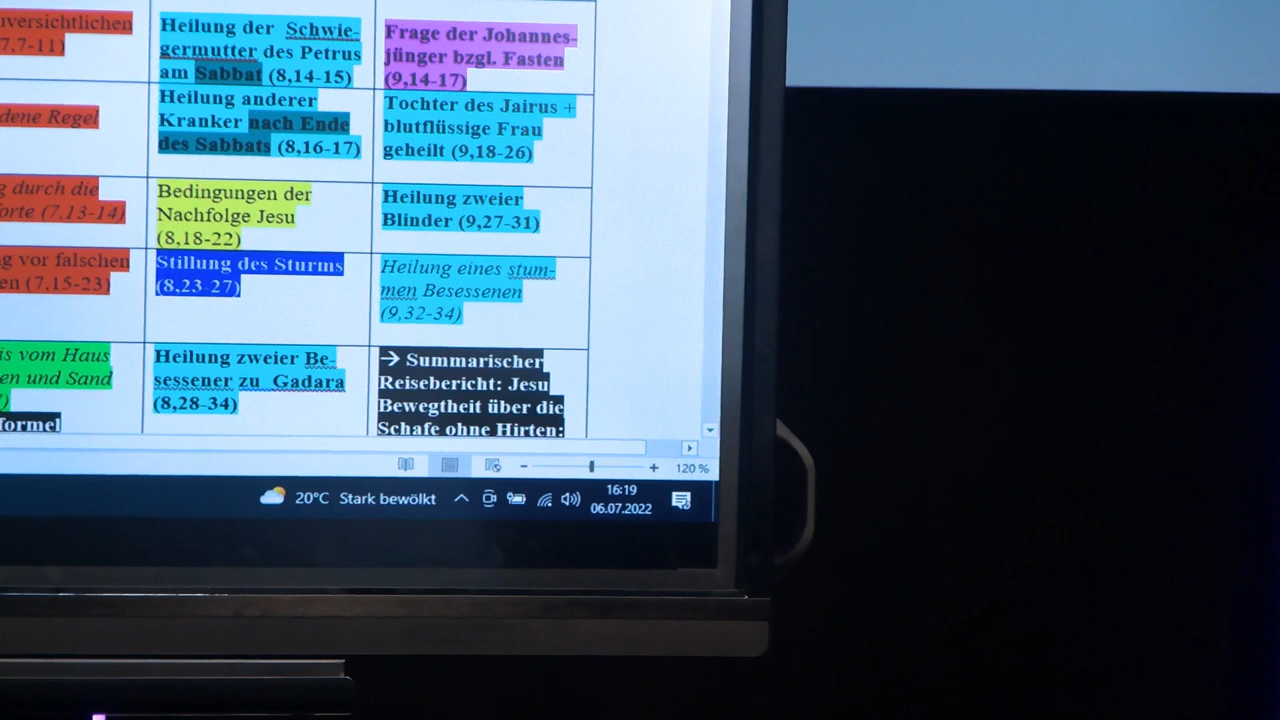 uversichtlichen
7,7-11)
dene Regel
g durch die
orte (7,13-14)
g vor falschen
en (7,15-23)
is vom Haus
en und Sand
formel
Heilung der Schwie-
germutter des Petrus
am Sabbat (8,14-15)
Heilung anderer
Kranker nach Ende
des Sabbats (8,16-17)
Bedingungen der
Nachfolge Jesu
(8,18-22)
Stillung des Sturms
(8,23-27)
Heilung zweier Be-
sessener zu Gadara
(8,28-34)
Frage der Johannes-
jünger bzgl. Fasten
(9,14-17)
Tochter des Jairus +
blutflüssige Frau
geheilt (9,18-26)
Heilung zweier
Blinder (9,27-31)
Heilung eines stum-
men Besessenen
(9,32-34)
→ Summarischer
Reisebericht: Jesu
Bewegtheit über die
Schafe ohne Hirten:
120 %
20°C Stark bewölkt
16:19
06.07.2022